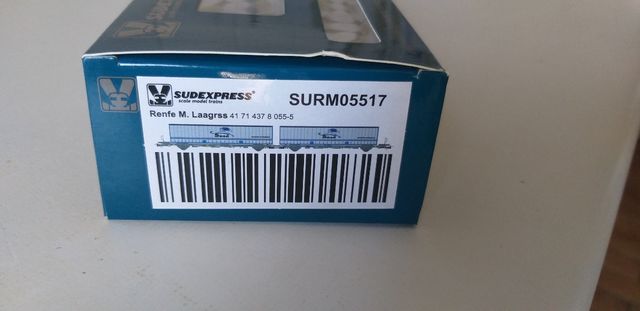 SUDEXPRESS®
scale model trains
SURM05517
Renfe M. Laagrss 41 71 437 8 055-5